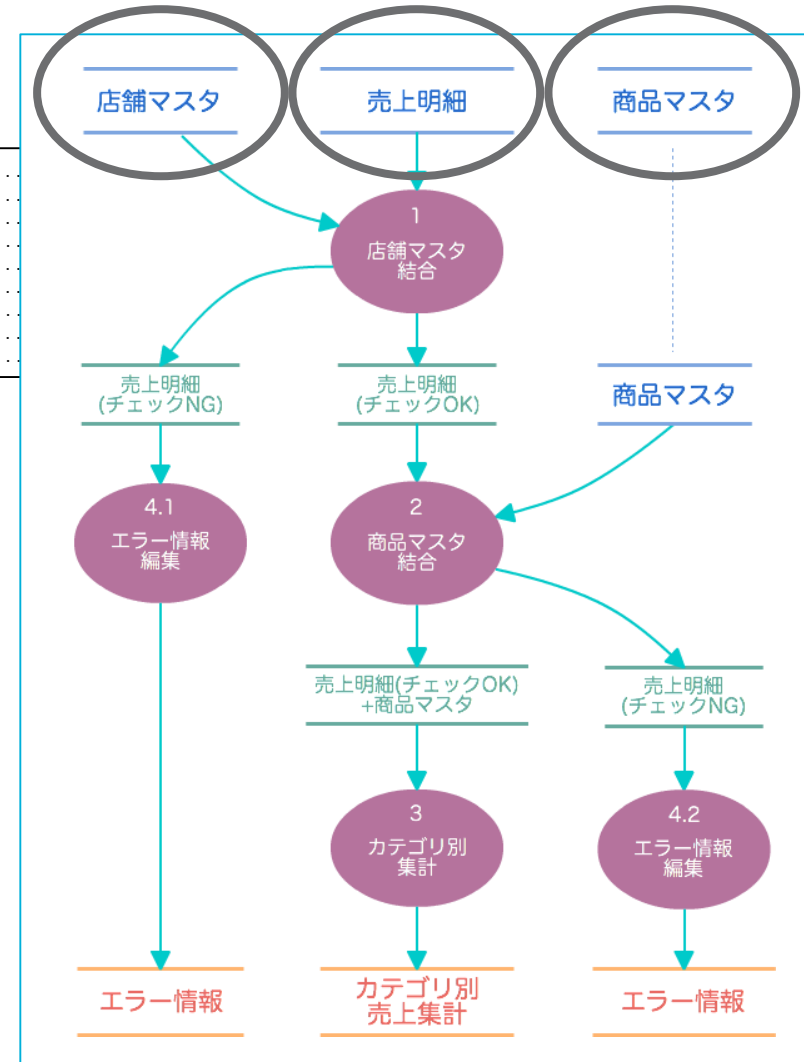 店舗マスタ
売上明細
商品マスタ
1
店舗マスタ
結合
売上明細
(チェックNG)
売上明細
(チェックOK)
商品マスタ
4.1
エラー情報
編集
2
商品マスタ
結合
売上明細(チェックOK)
+商品マスタ
売上明細
(チェックNG)
3
カテゴリ別
集計
4.2
エラー情報
編集
エラー情報
カテゴリ別
売上集計
エラー情報